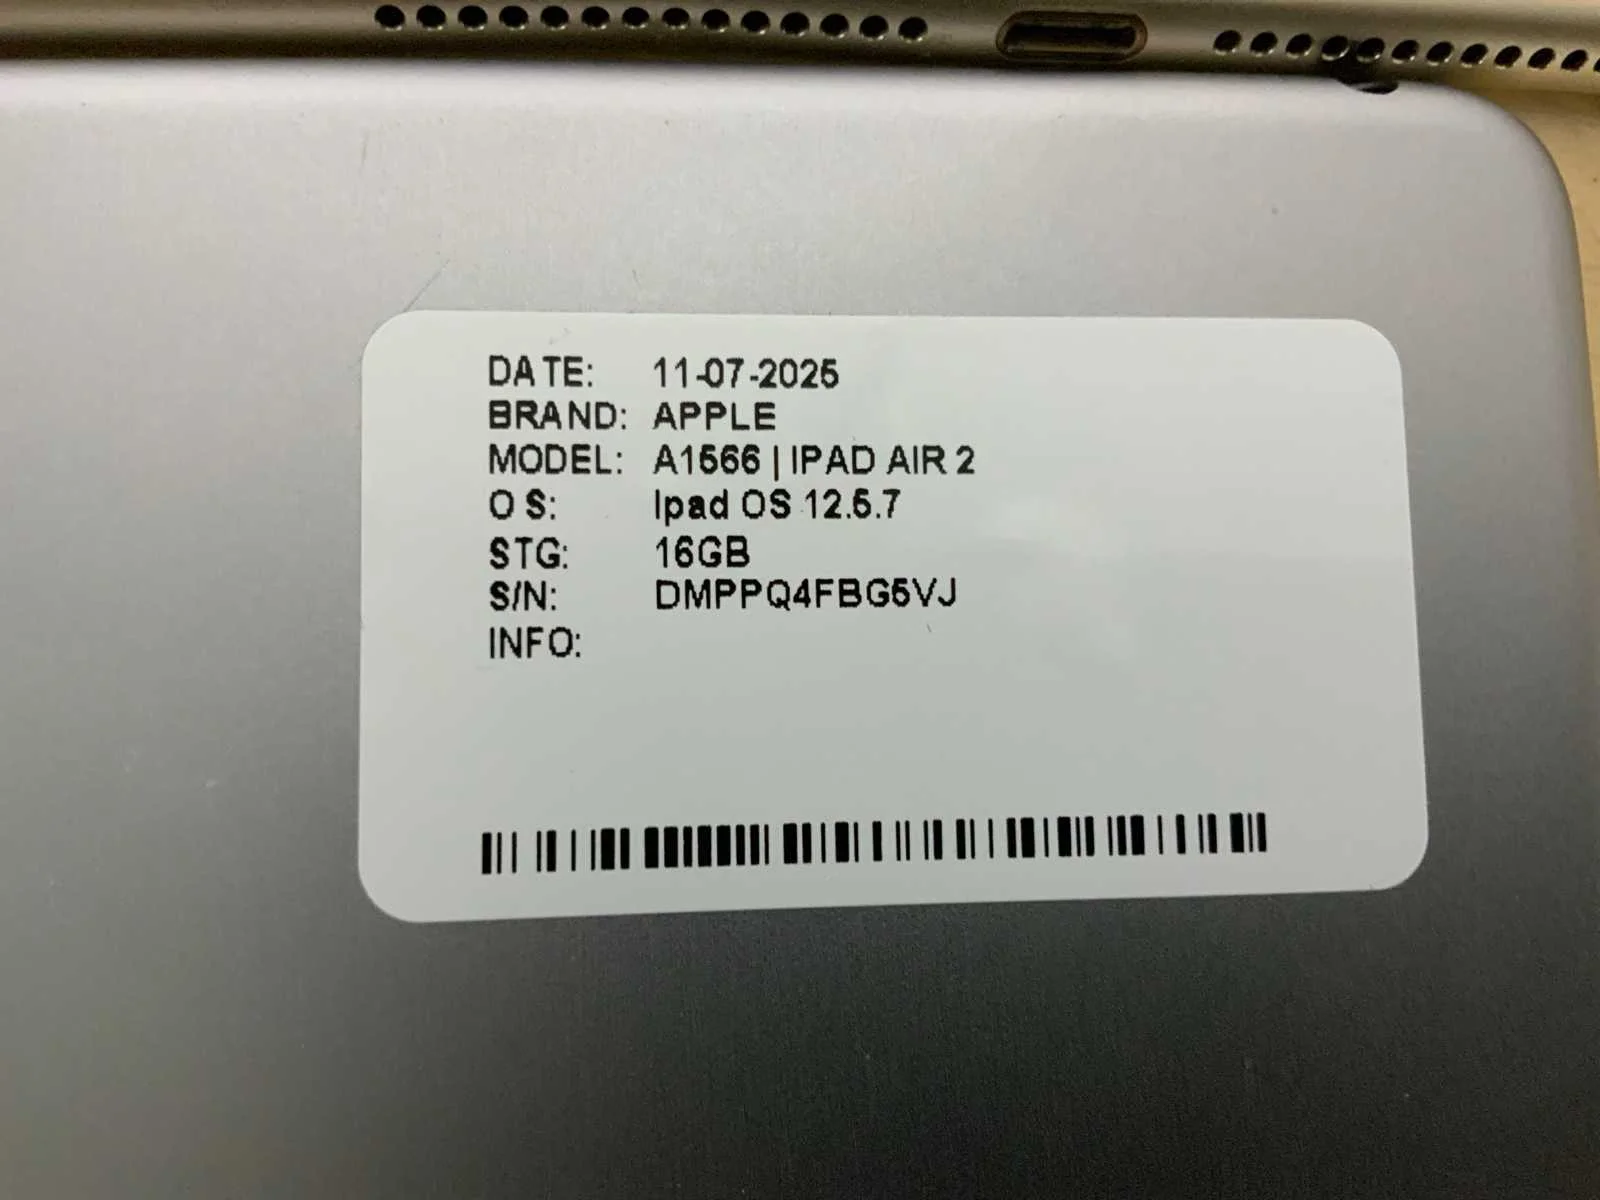 DATE: 11-07-2025
BRAND: APPLE
MODEL: A1566 | IPAD AIR 2
OS: Ipad OS 12.5.7
STG: 16GB
S/N: DMPPQ4FBG5VJ
INFO: